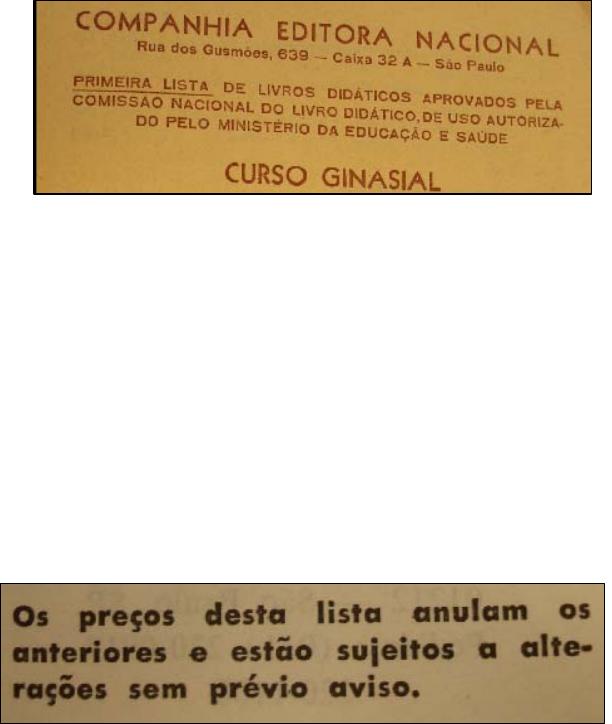 COMPANHIA EDITORA NACIONAL
Rua dos Gusmões, 639 — Caixa 32 A — São Paulo
PRIMEIRA LISTA DE LIVROS DIDÁTICOS APROVADOS PELA
COMISSÃO NACIONAL DO LIVRO DIDÁTICO, DE USO AUTORIZA-
DO PELO MINISTÉRIO DA EDUCAÇÃO E SAÚDE
CURSO GINASIAL
Os preços desta lista anulam os
anteriores e estão sujeitos a alte-
rações sem prévio aviso.